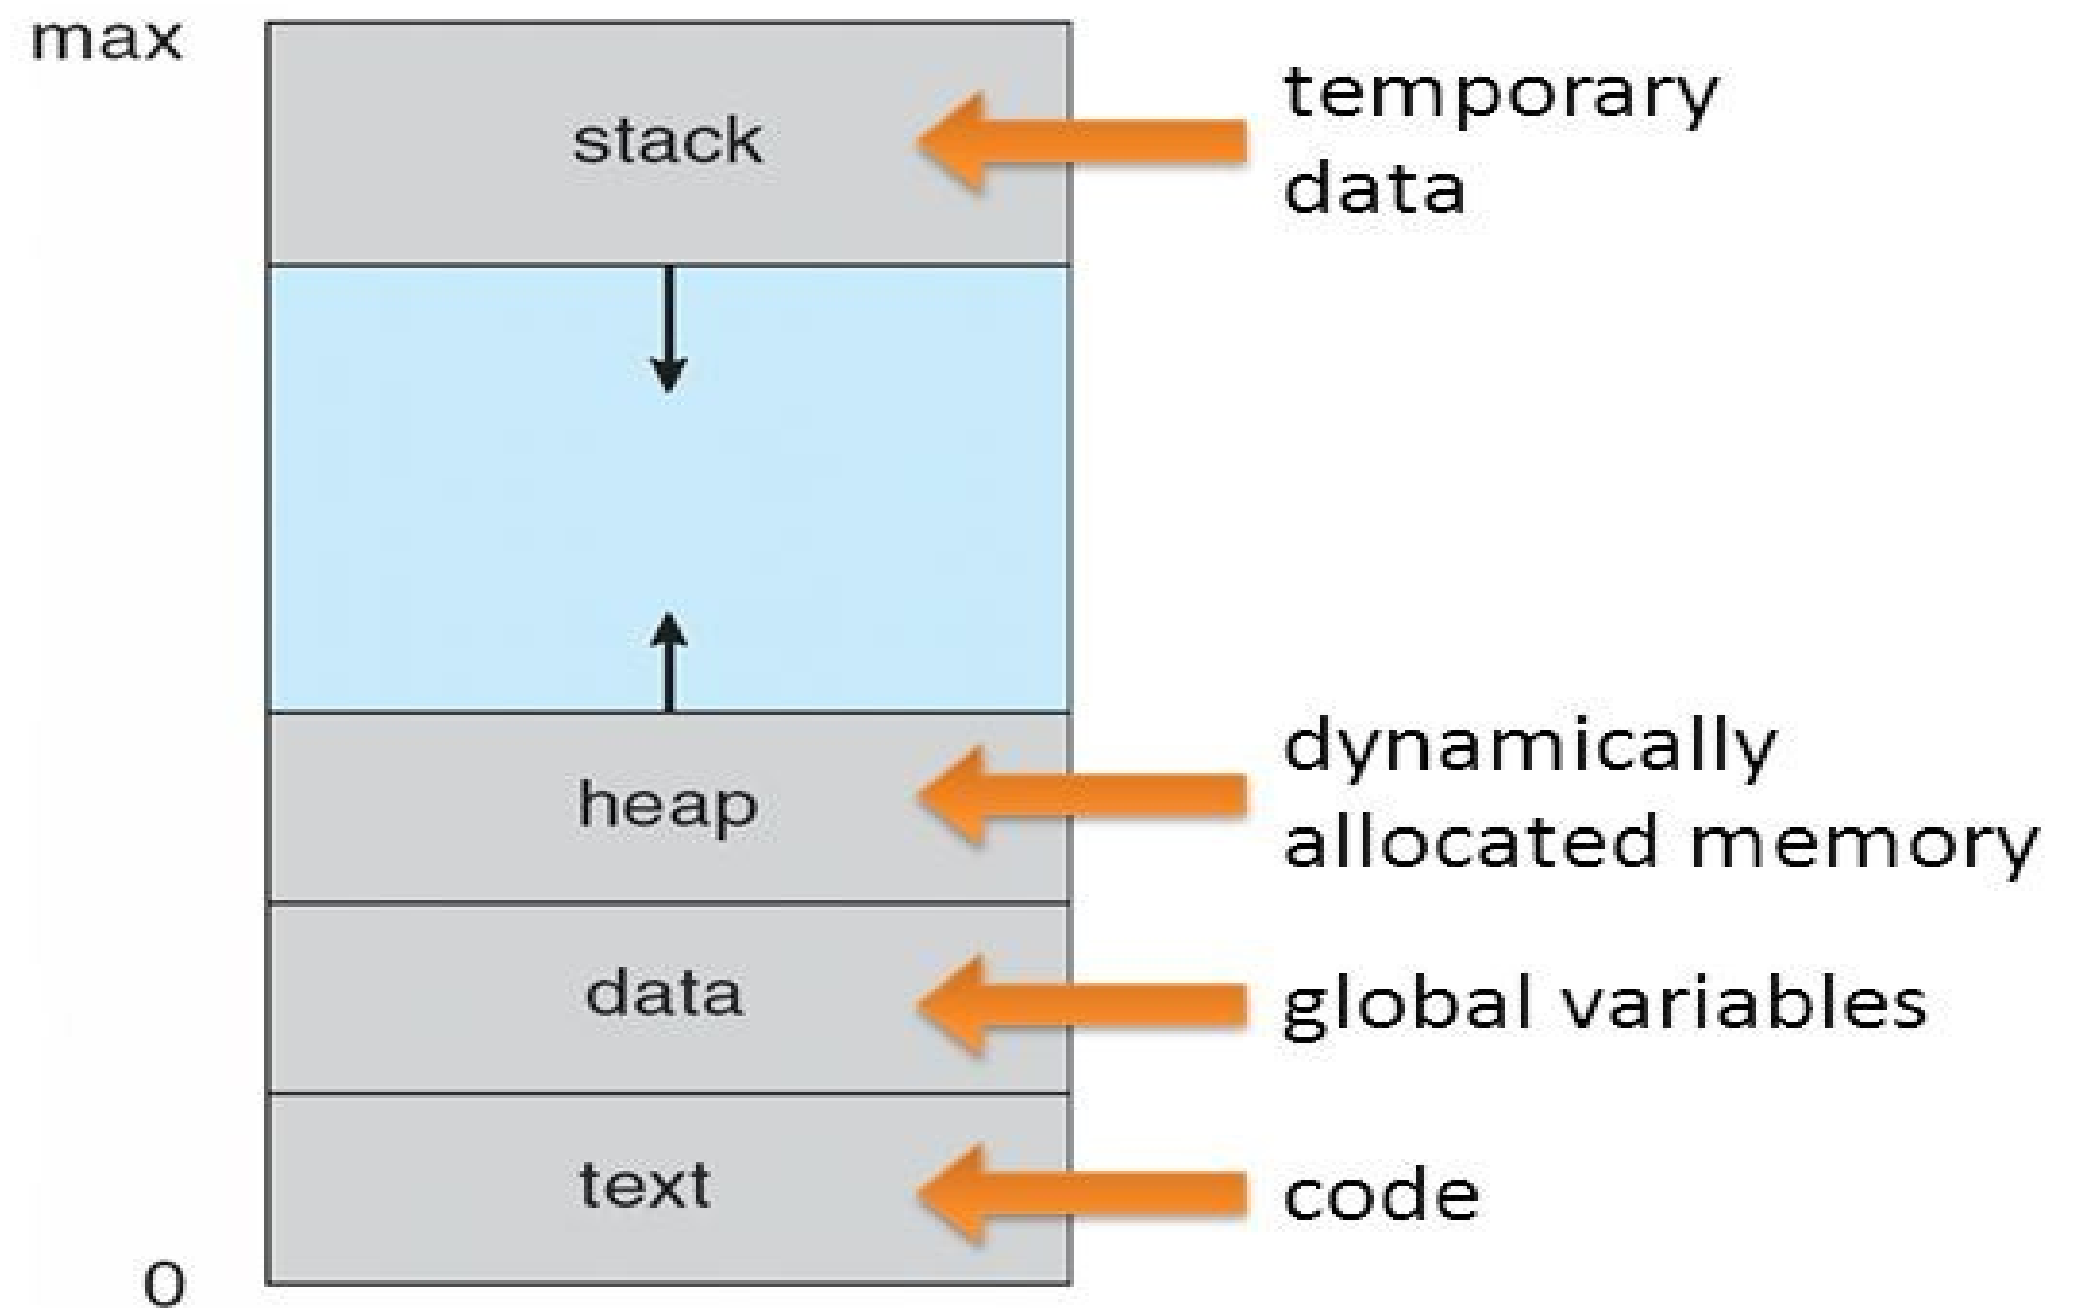 max
stack
temporary
data
heap
dynamically
allocated memory
data
global variables
text
code
0